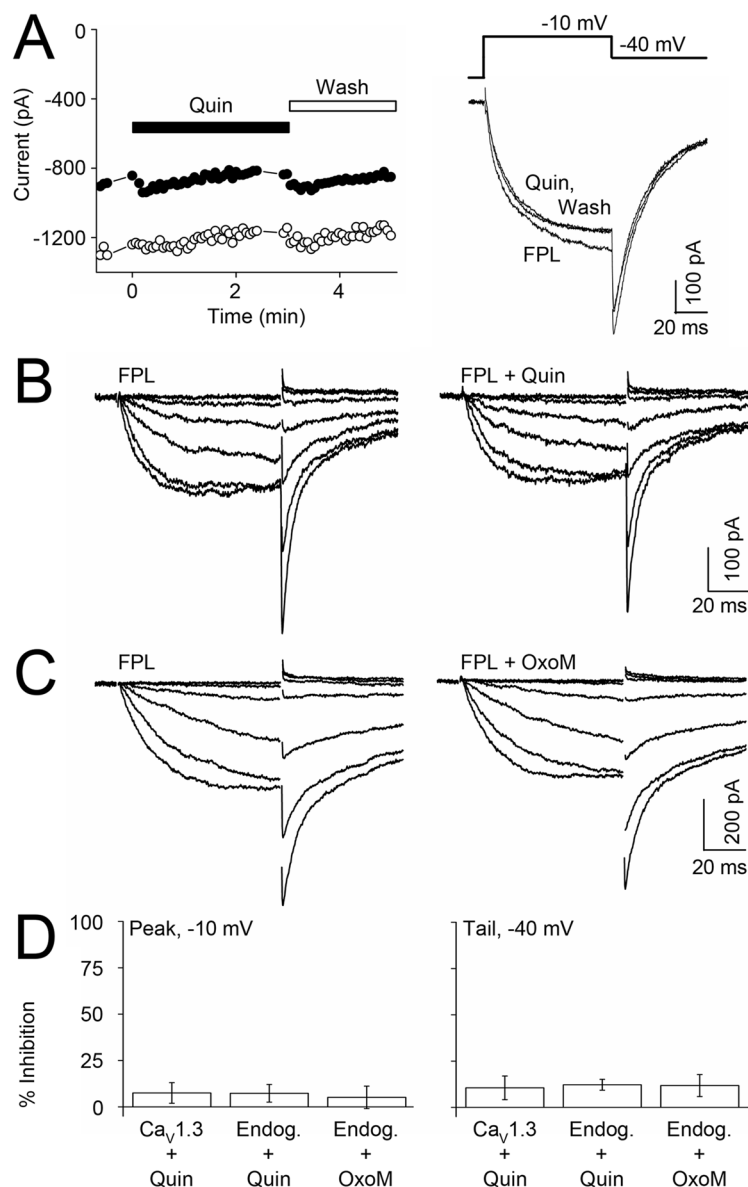 A
0
-400
-800
-1200
Current (pA)
Quin
Wash
0
2
4
Time (min)
-10 mV
-40 mV
Quin,
Wash
FPL
100 pA
20 ms
B
FPL
FPL + Quin
100 pA
20 ms
C
FPL
FPL + OxoM
200 pA
20 ms
D
% Inhibition
100
75
50
25
0
Peak, -10 mV
CaV1.3
+
Quin
Endog.
+
Quin
Endog.
+
OxoM
Tail, -40 mV
CaV1.3
+
Quin
Endog.
+
Quin
Endog.
+
OxoM